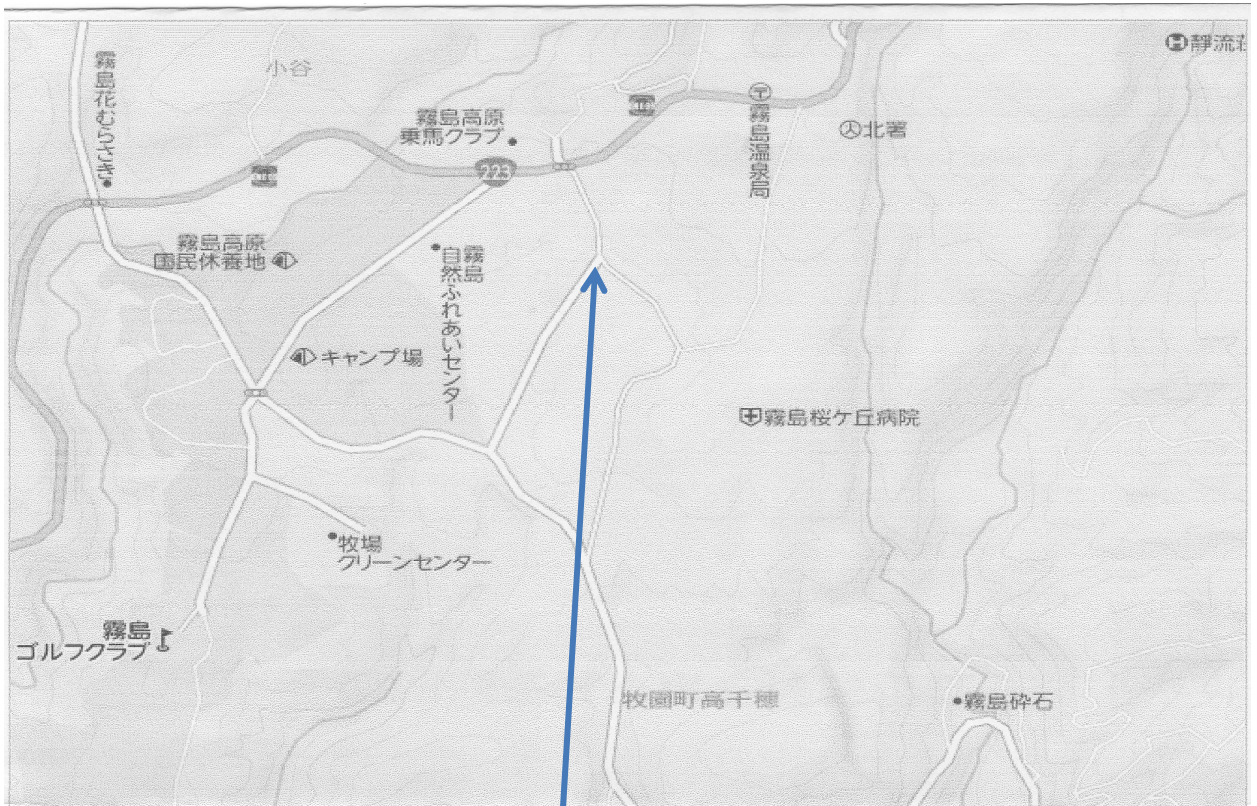 静流荘
霧島花むらさき
小谷
霧島高原
乗馬クラブ
霧島温泉局
北署
223
霧島高原
国民休養地
霧島
自然ふれあいセンター
キャンプ場
霧島桜ケ丘病院
牧場
クリーンセンター
霧島
ゴルフクラブ
牧園町高千穂
霧島砕石